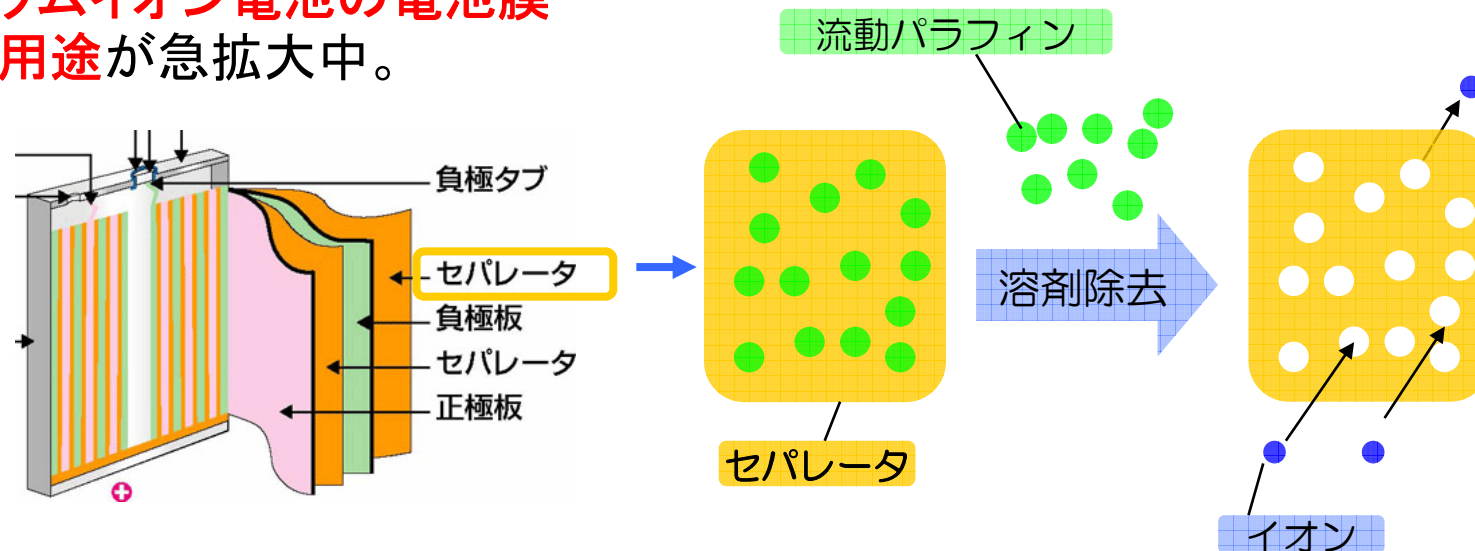 ウムイオン電池の電池膜
用途が急拡大中。
流動パラフィン
負極タブ
セパレータ
負極板
セパレータ
正極板
溶剤除去
セパレータ
イオン